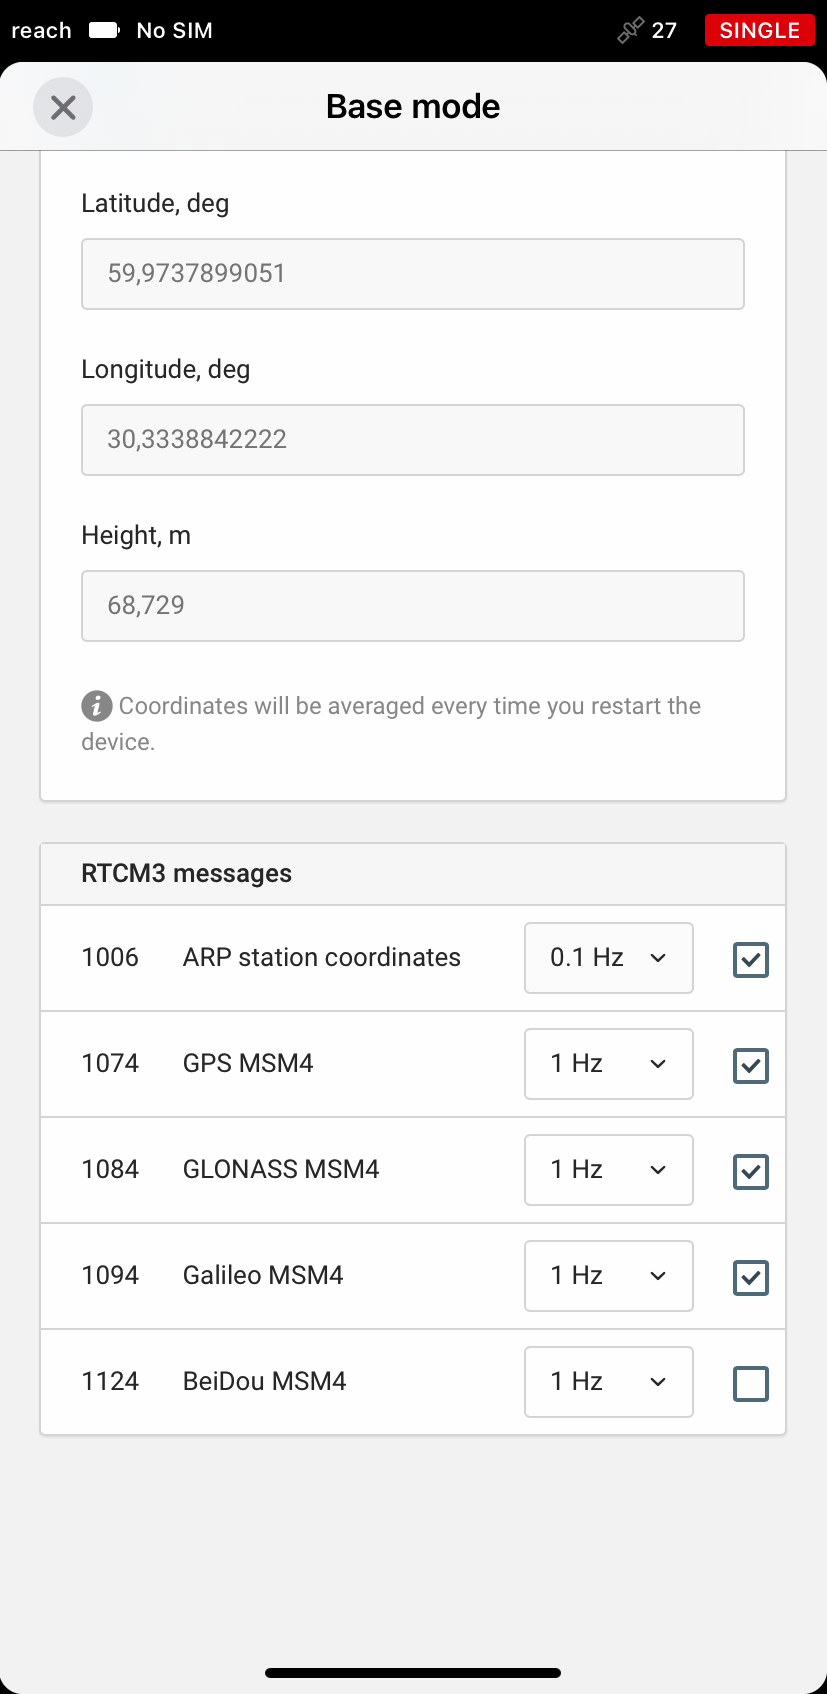 reach No SIM 27 SINGLE
Base mode
Latitude, deg
59,9737899051
Longitude, deg
30,3338842222
Height, m
68,729
Coordinates will be averaged every time you restart the
device.
RTCM3 messages
1006 ARP station coordinates 0.1 Hz
1074 GPS MSM4 1 Hz
1084 GLONASS MSM4 1 Hz
1094 Galileo MSM4 1 Hz
1124 BeiDou MSM4 1 Hz